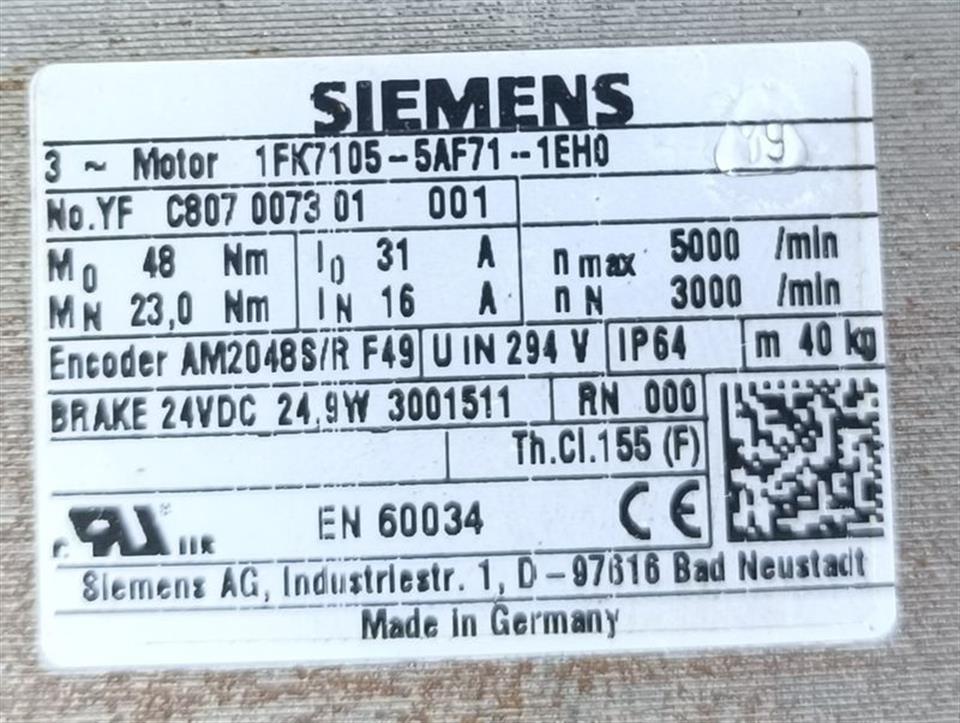 SIEMENS
3 ~ Motor 1FK7105-5AF71--1EH0
No.YF C807 0073 01 001
M0 48 Nm I0 31 A n max 5000 /min
MN 23,0 Nm IN 16 A n N 3000 /min
Encoder AM2048S/R F49 U IN 294 V IP64 m 40 kg
BRAKE 24VDC 24,9W 3001511 RN 000
Th.Cl.155 (F)
c RU us EN 60034 CE
Siemens AG, Industriestr. 1, D-97616 Bad Neustadt
Made in Germany